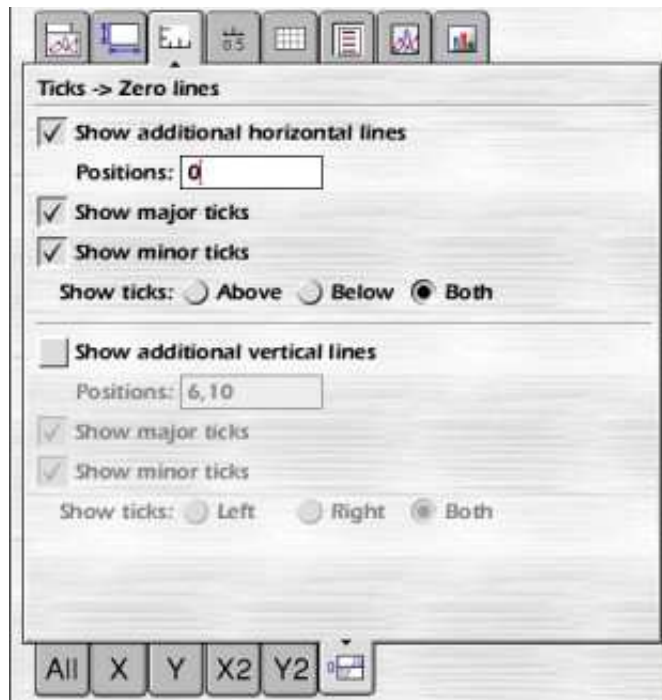 0.5
Ticks -> Zero lines
Show additional horizontal lines
Positions: 0
Show major ticks
Show minor ticks
Show ticks: Above Below Both
Show additional vertical lines
Positions: 6,10
Show major ticks
Show minor ticks
Show ticks: Left Right Both
All X Y X2 Y2